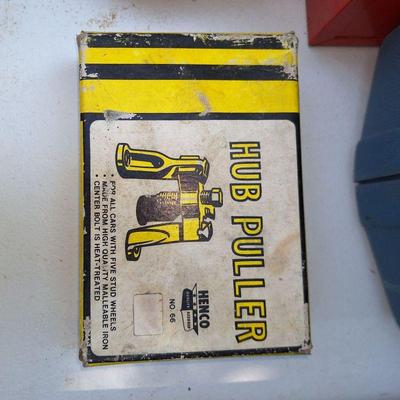 HUB PULLER
HENCO
NO. 66
• FOR ALL CARS WITH FIVE STUD WHEELS
• MADE FROM HIGH QUALITY MALLEABLE IRON
• CENTER BOLT IS HEAT-TREATED